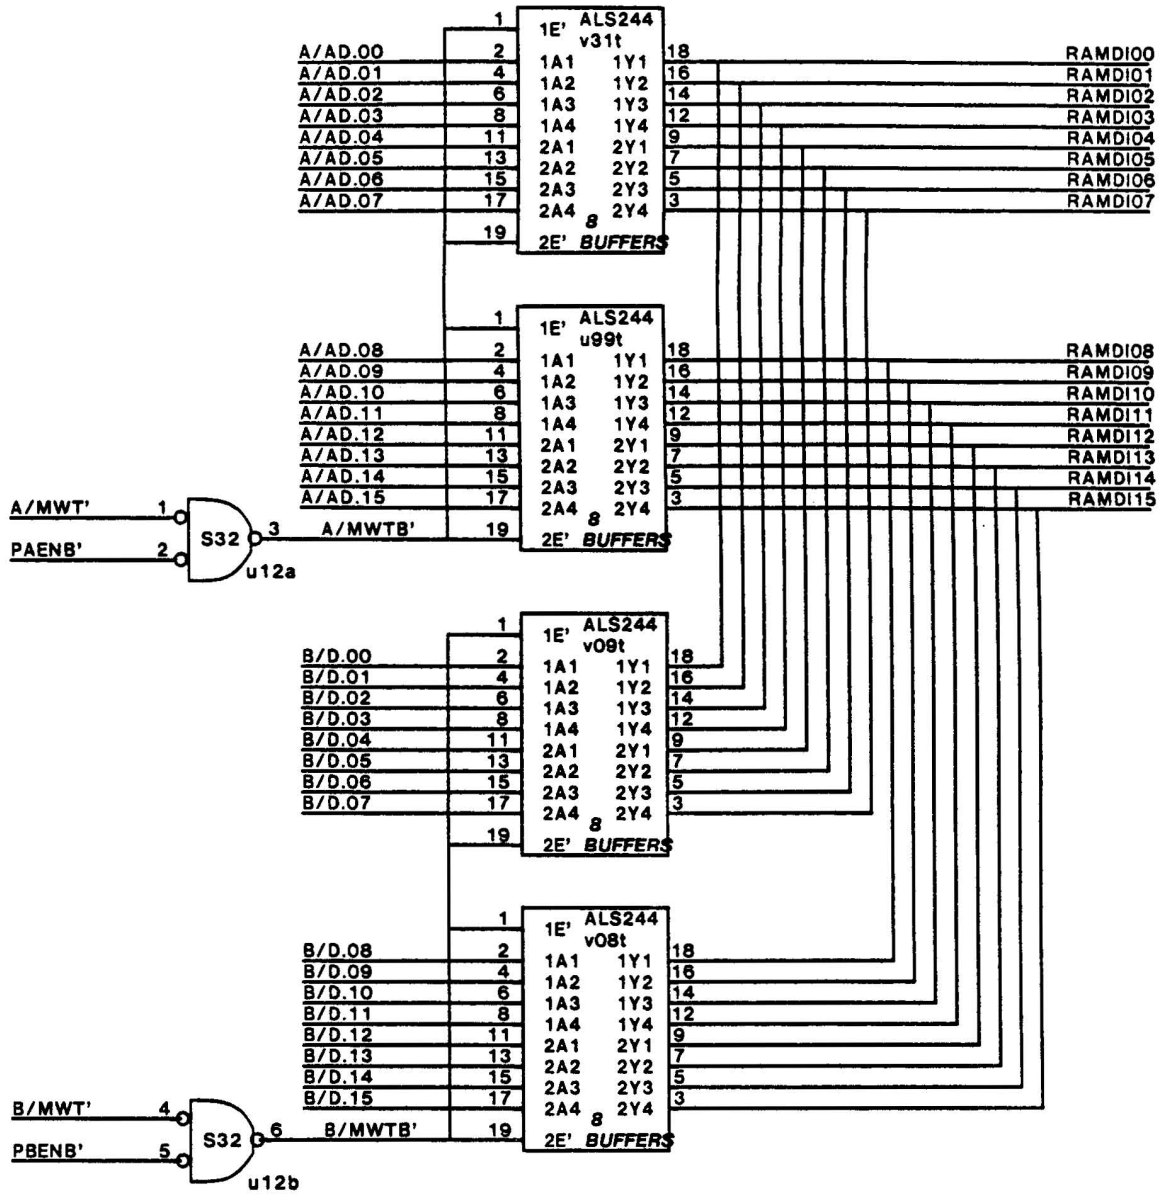 1 1E' ALS244
v31t
A/AD.00 2 1A1 1Y1 18 RAMDI00
A/AD.01 4 1A2 1Y2 16 RAMDI01
A/AD.02 6 1A3 1Y3 14 RAMDI02
A/AD.03 8 1A4 1Y4 12 RAMDI03
A/AD.04 11 2A1 2Y1 9 RAMDI04
A/AD.05 13 2A2 2Y2 7 RAMDI05
A/AD.06 15 2A3 2Y3 5 RAMDI06
A/AD.07 17 2A4 2Y4 3 RAMDI07
8
19 2E' BUFFERS
1 1E' ALS244
u99t
A/AD.08 2 1A1 1Y1 18 RAMDI08
A/AD.09 4 1A2 1Y2 16 RAMDI09
A/AD.10 6 1A3 1Y3 14 RAMDI10
A/AD.11 8 1A4 1Y4 12 RAMDI11
A/AD.12 11 2A1 2Y1 9 RAMDI12
A/AD.13 13 2A2 2Y2 7 RAMDI13
A/AD.14 15 2A3 2Y3 5 RAMDI14
A/AD.15 17 2A4 2Y4 3 RAMDI15
8
A/MWT' 1
S32 3 A/MWTB' 19 2E' BUFFERS
PAENB' 2
u12a
1 1E' ALS244
v09t
B/D.00 2 1A1 1Y1 18
B/D.01 4 1A2 1Y2 16
B/D.02 6 1A3 1Y3 14
B/D.03 8 1A4 1Y4 12
B/D.04 11 2A1 2Y1 9
B/D.05 13 2A2 2Y2 7
B/D.06 15 2A3 2Y3 5
B/D.07 17 2A4 2Y4 3
8
19 2E' BUFFERS
1 1E' ALS244
v08t
B/D.08 2 1A1 1Y1 18
B/D.09 4 1A2 1Y2 16
B/D.10 6 1A3 1Y3 14
B/D.11 8 1A4 1Y4 12
B/D.12 11 2A1 2Y1 9
B/D.13 13 2A2 2Y2 7
B/D.14 15 2A3 2Y3 5
B/D.15 17 2A4 2Y4 3
8
B/MWT' 4
S32 6 B/MWTB' 19 2E' BUFFERS
PBENB' 5
u12b